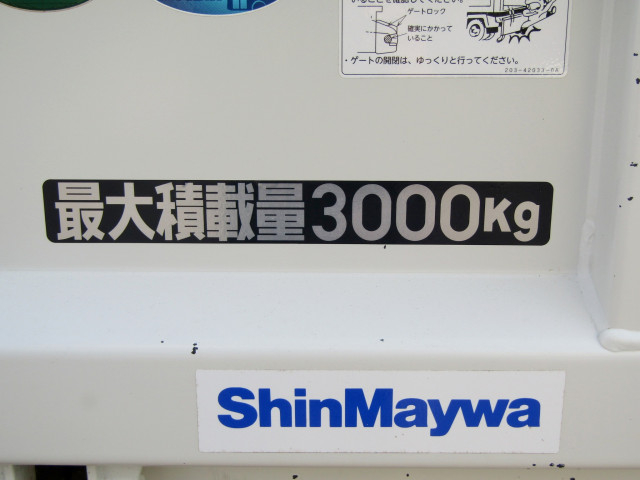 ゲートロック
確実にかかって
いること
・ゲートの開閉は、ゆっくりと行ってください。
最大積載量3000Kg
ShinMaywa